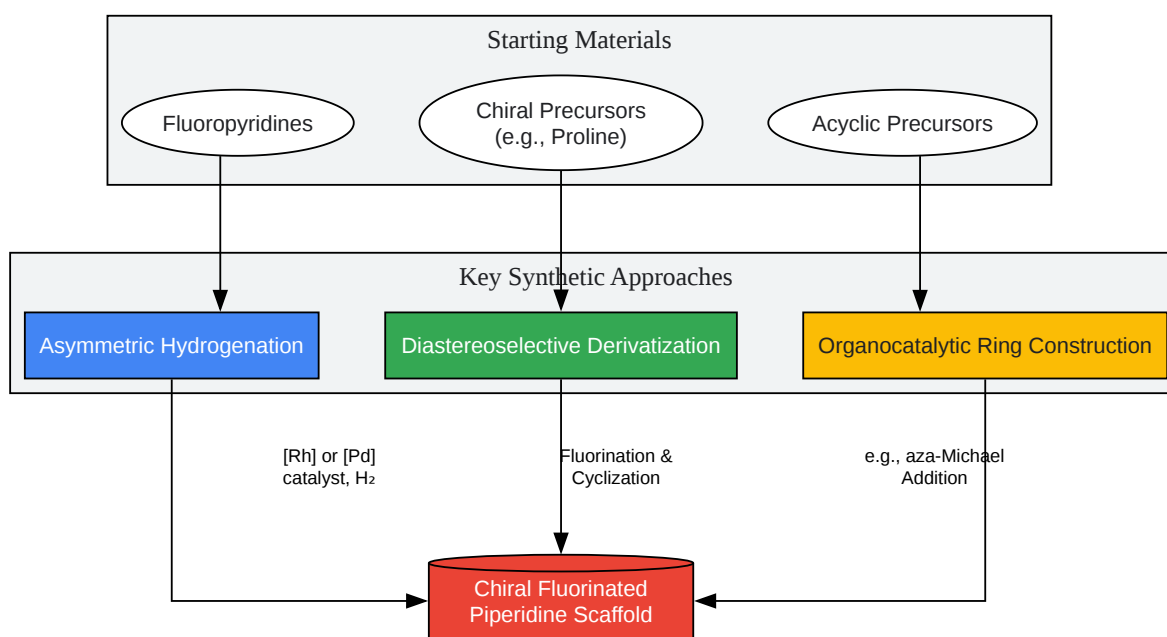 Starting Materials
Fluoropyridines
Chiral Precursors
(e.g., Proline)
Acyclic Precursors
Key Synthetic Approaches
Asymmetric Hydrogenation
Diastereoselective Derivatization
Organocatalytic Ring Construction
[Rh] or [Pd]
catalyst, H₂
Fluorination &
Cyclization
e.g., aza-Michael
Addition
Chiral Fluorinated
Piperidine Scaffold